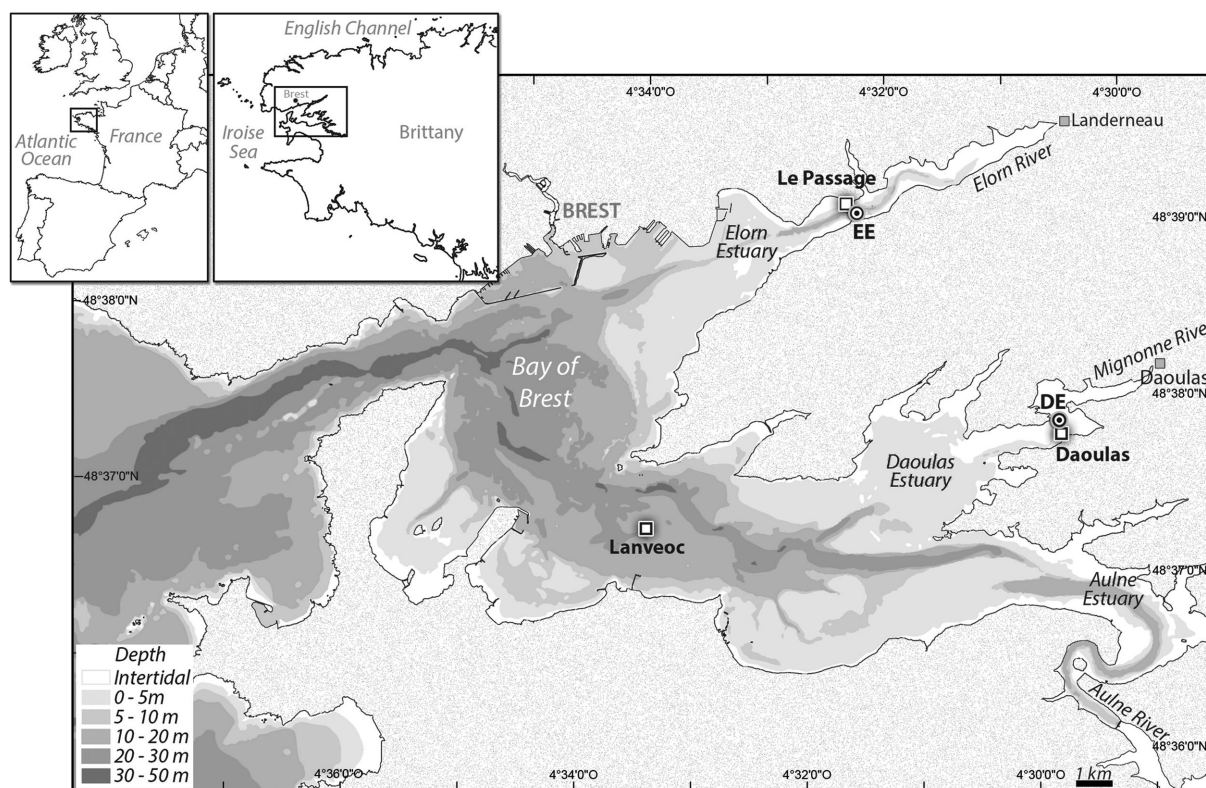 English Channel
Brest
Iroise
Sea
Brittany
Atlantic
Ocean
France
4°34'0"O
4°32'0"O
4°30'0"O
Landerneau
Elorn River
Le Passage
EE
48°39'0"N
BREST
Elorn
Estuary
48°38'0"N
Mignonne River
Daoulas
48°38'0"N
Bay of
Brest
DE
Daoulas
Daoulas
Estuary
48°37'0"N
Lanveoc
48°37'0"N
Aulne
Estuary
Aulne River
48°36'0"N
Depth
Intertidal
0 - 5m
5 - 10 m
10 - 20 m
20 - 30 m
30 - 50 m
4°36'0"O
4°34'0"O
4°32'0"O
4°30'0"O
1 km